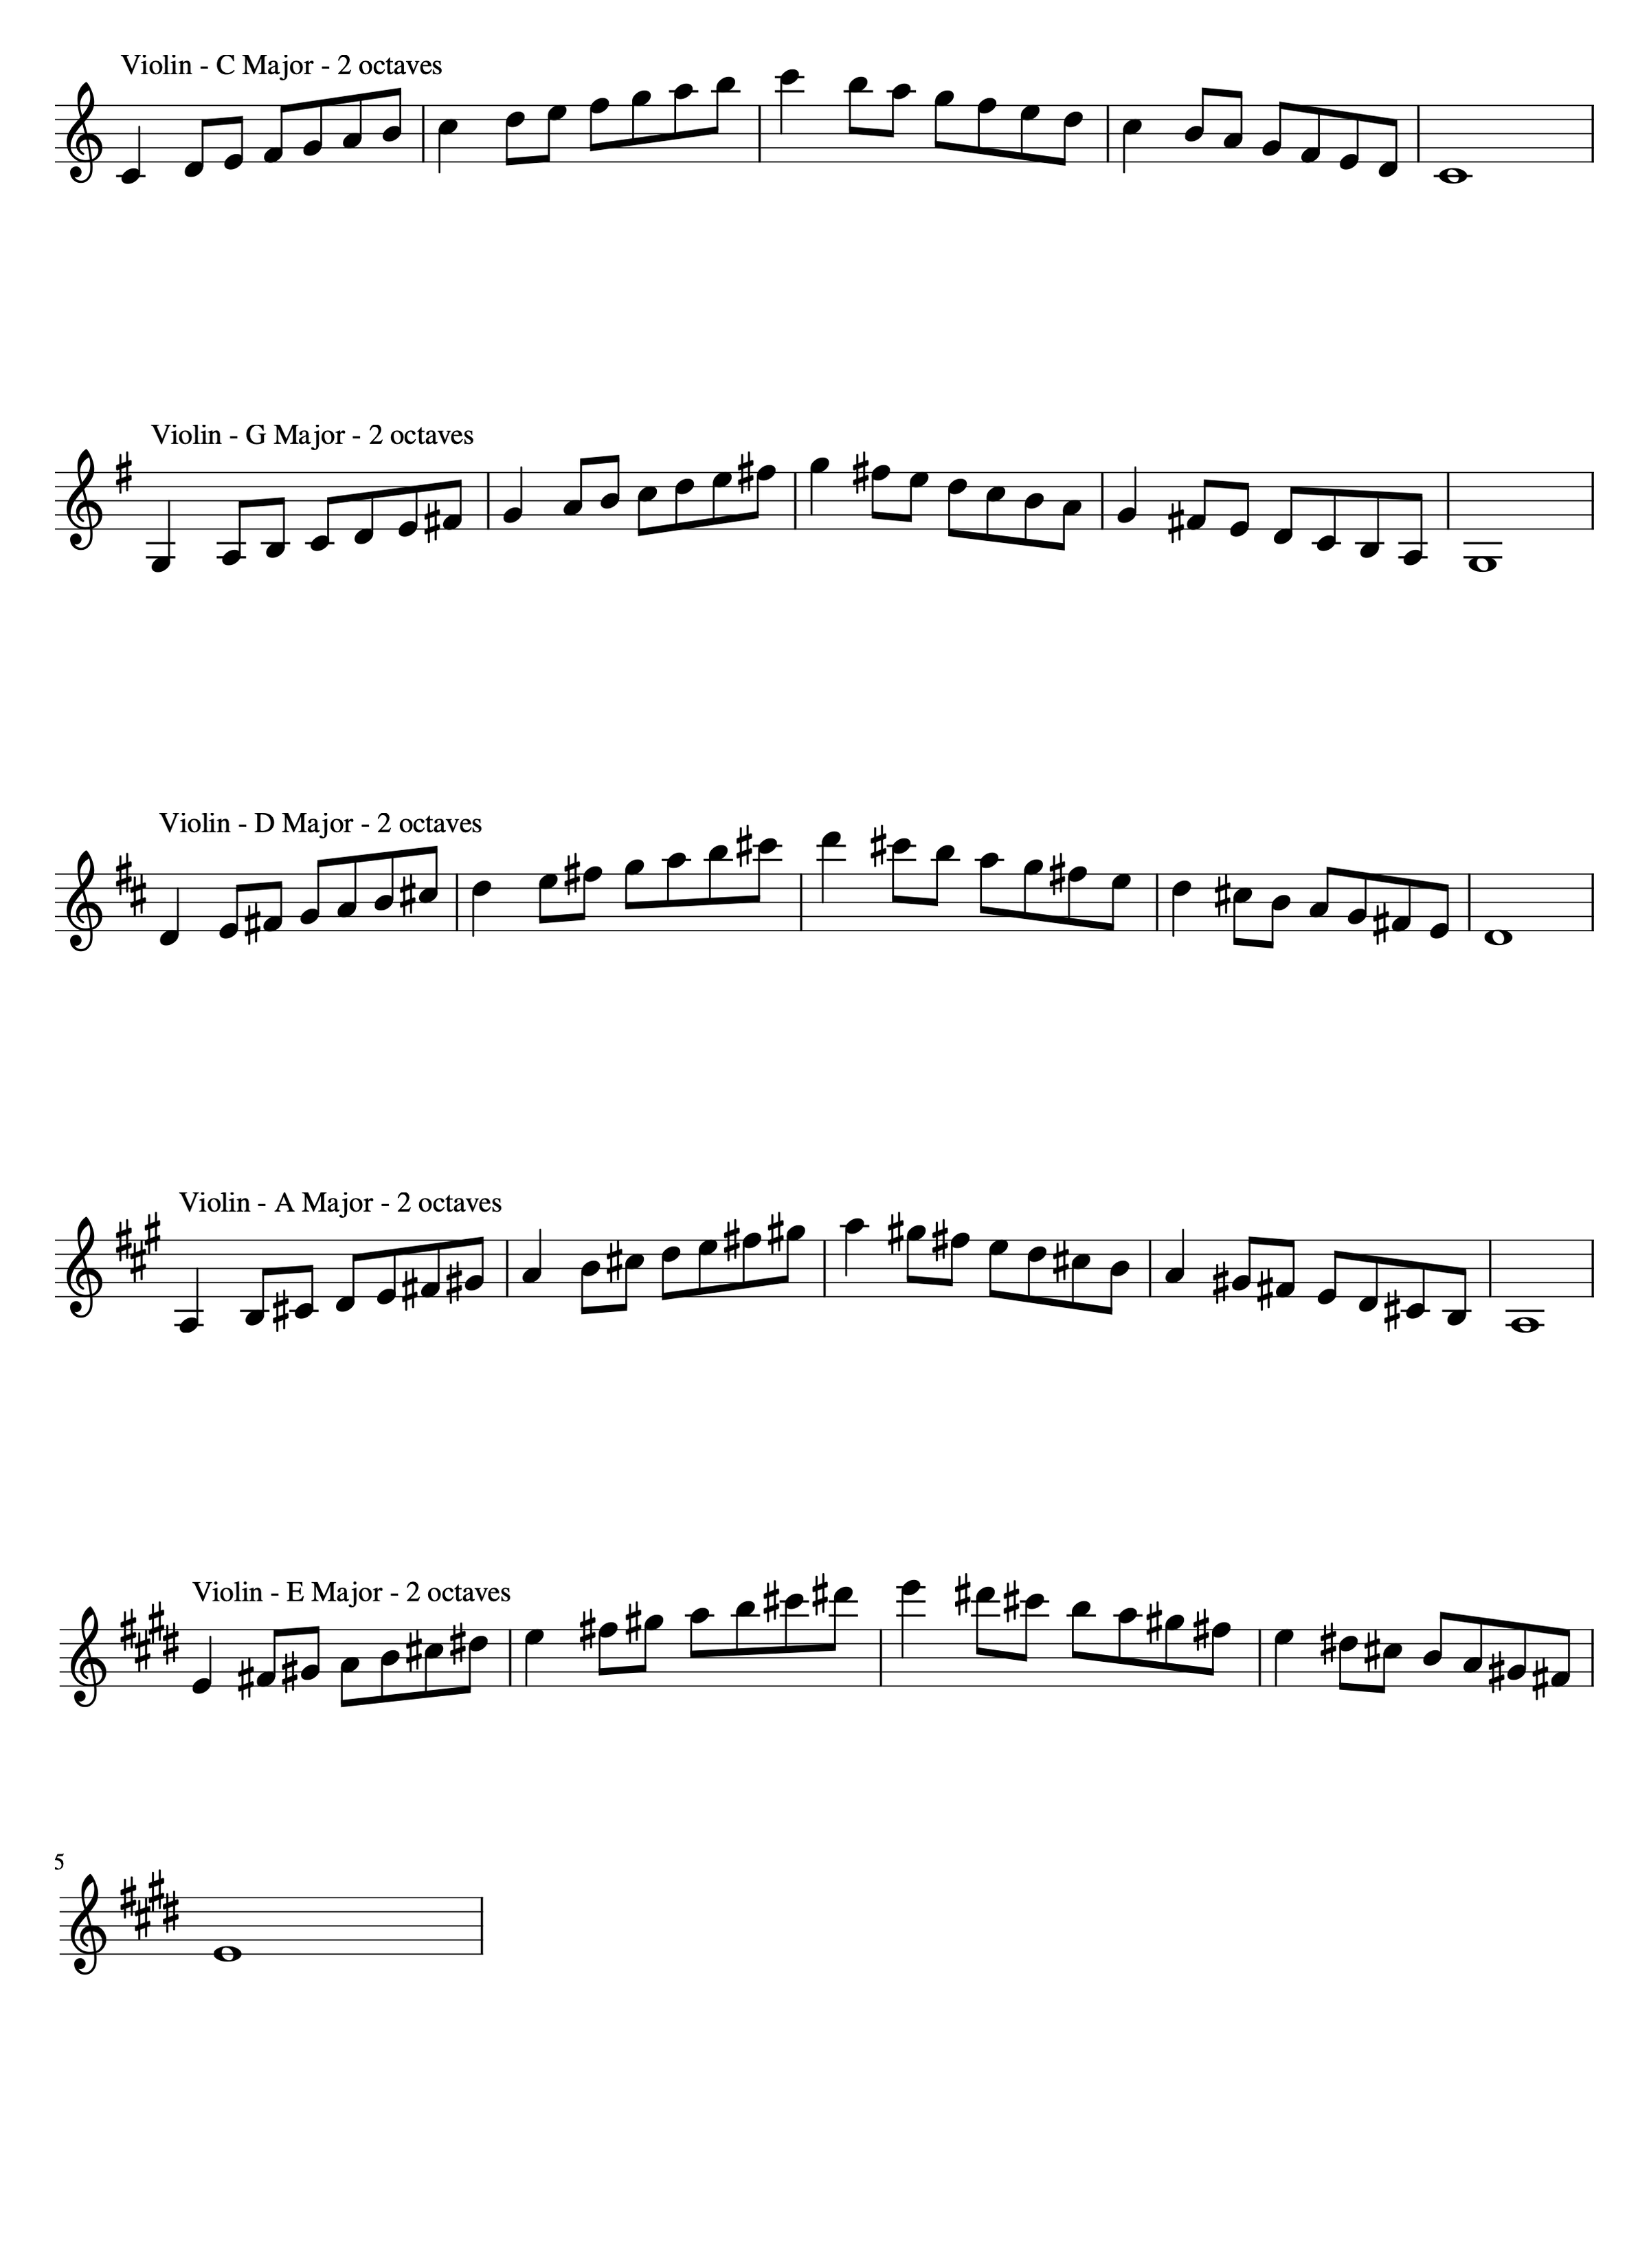 Violin - C Major - 2 octaves
Violin - G Major - 2 octaves
Violin - D Major - 2 octaves
Violin - A Major - 2 octaves
Violin - E Major - 2 octaves
5